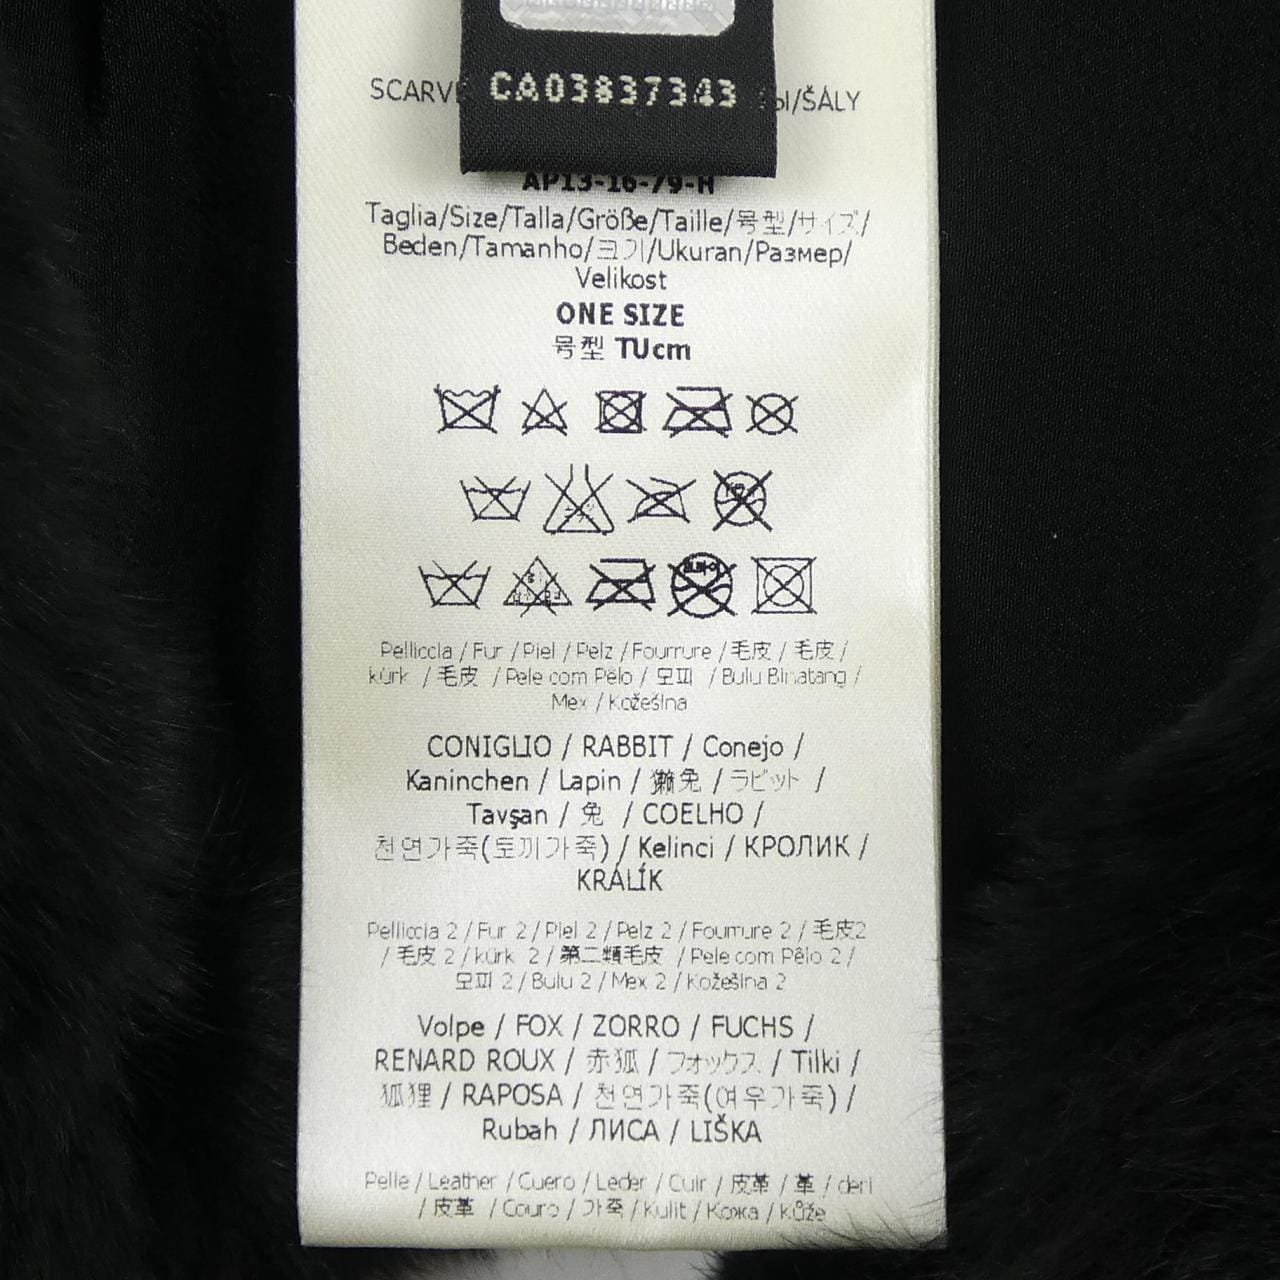 CA03837343
/ŠÁLY
AP13-16-79-H
Taglia/Size/Talla/Größe/Taille/号型/サイズ/
Beden/Tamanho/크기/Ukuran/Размер/
Velikost
ONE SIZE
号型 TUcm
Pelliccia / Fur / Piel / Pelz / Fourrure / 毛皮 / 毛皮 /
kürk / 毛皮 / Pele com Pêlo / 모피 / Bulu Binatang /
Mex / Kožešina
CONIGLIO / RABBIT / Conejo /
Kaninchen / Lapin / 獭兔 / ラビット /
Tavşan / 兔 / COELHO /
천연가죽(토끼가죽) / Kelinci / КРОЛИК /
KRÁLÍK
Pelliccia 2 / Fur 2 / Piel 2 / Pelz 2 / Fourrure 2 / 毛皮2
/ 毛皮 2 / kürk 2 / 第二類毛皮 / Pele com Pêlo 2 /
모피 2 / Bulu 2 / Mex 2 / Kožešina 2
Volpe / FOX / ZORRO / FUCHS /
RENARD ROUX / 赤狐 / フォックス / Tilki /
狐狸 / RAPOSA / 천연가죽(여우가죽) /
Rubah / ЛИСА / LIŠKA
Pelle / Leather / Cuero / Leder / Cuir / 皮革 / 革 / deri
/ 皮革 / Couro / 가죽 / Kulit / Кожа / kůže